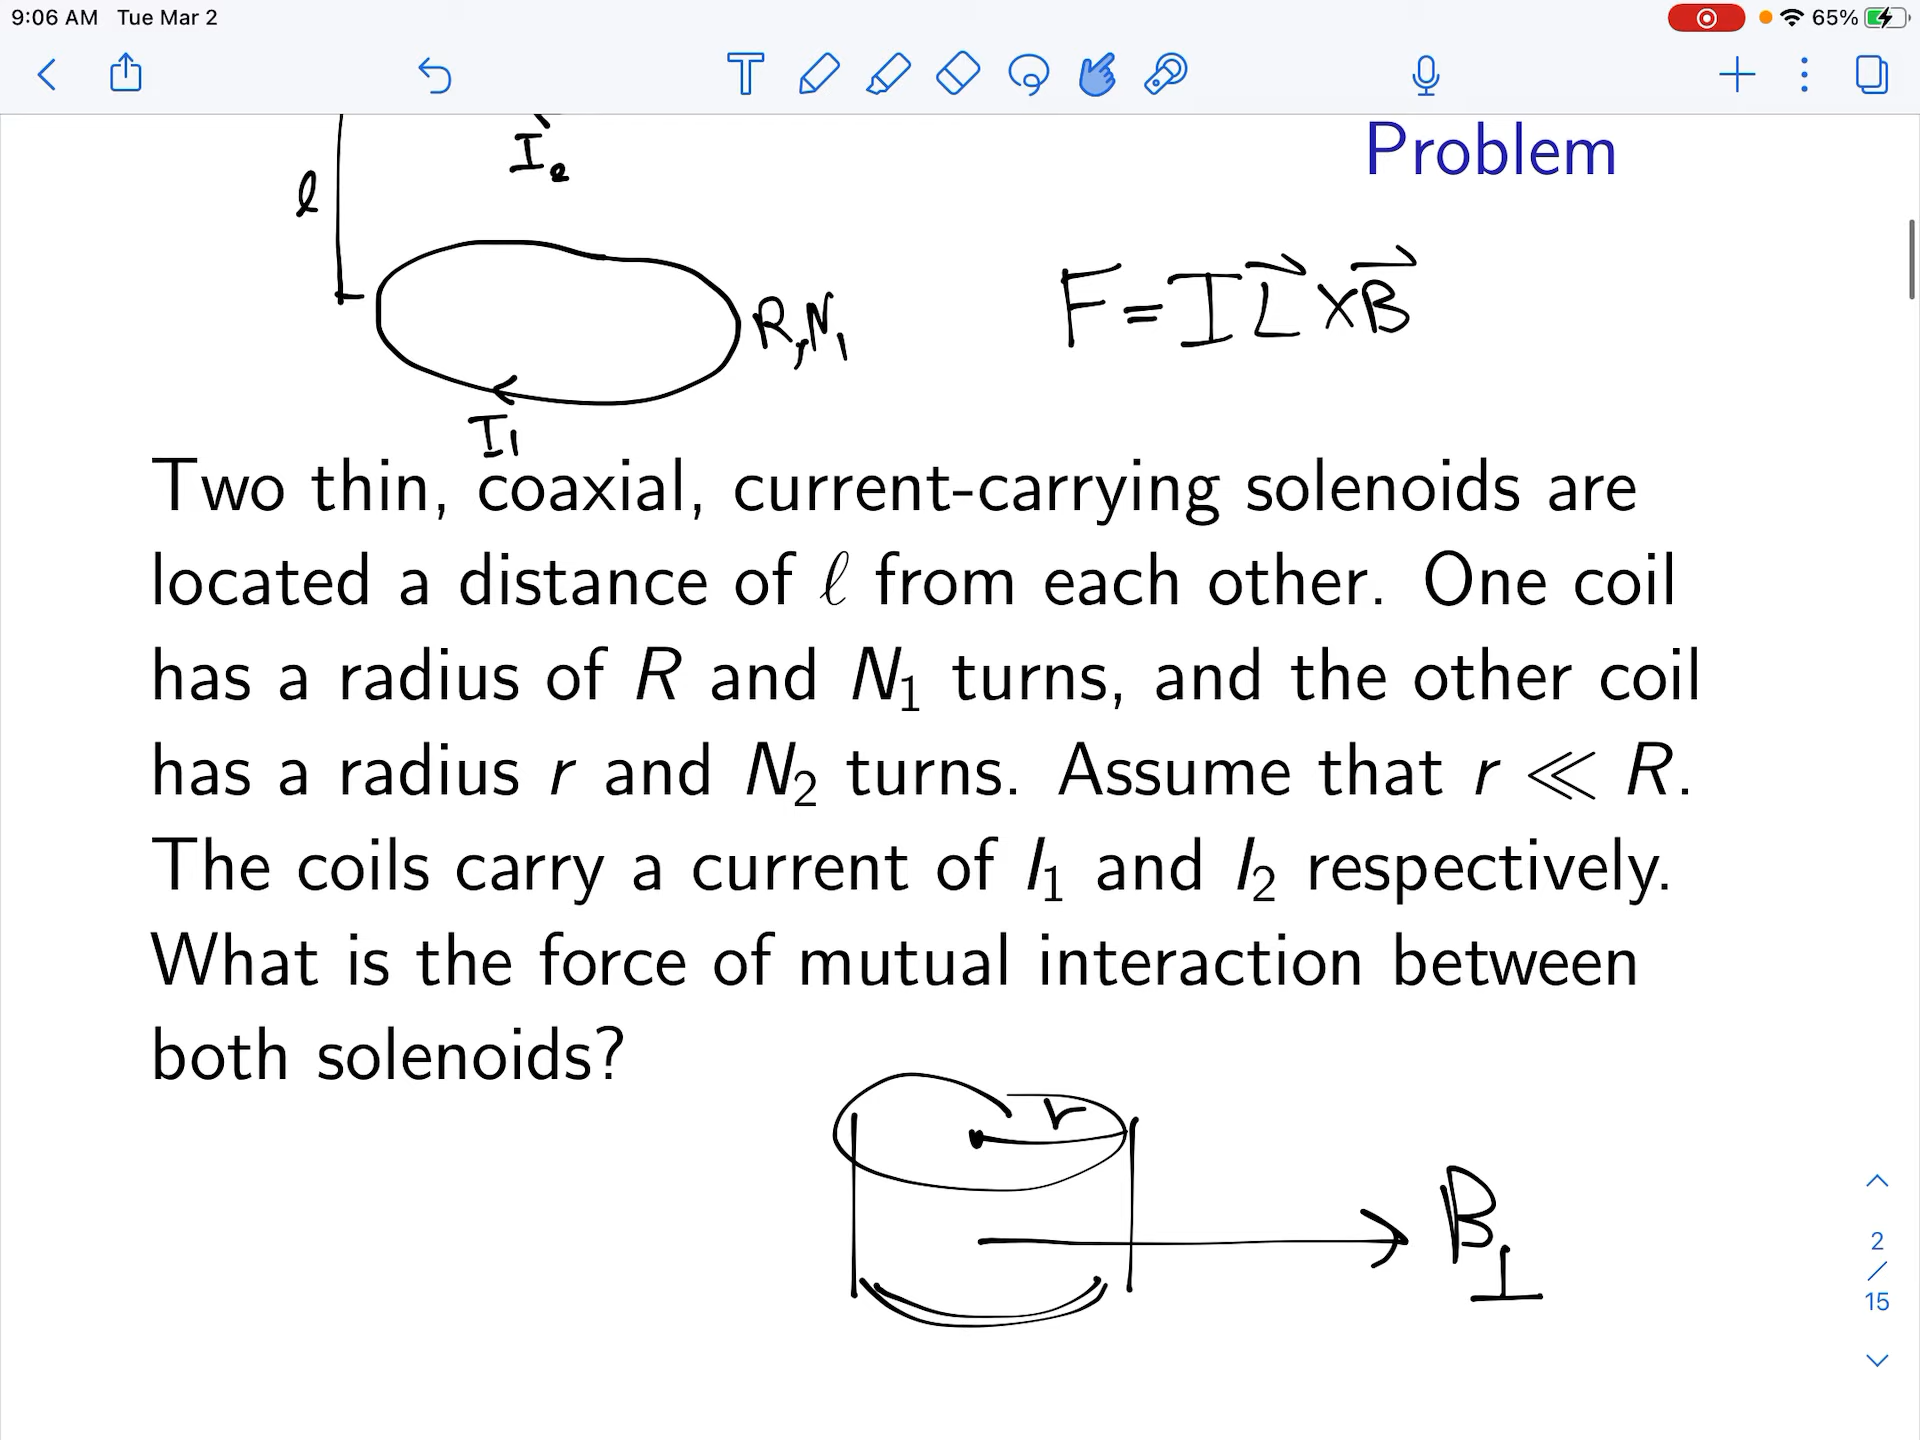 9:06 AM Tue Mar 2
65%
T
I₂
Problem
ℓ
F = I L⃗ × B⃗
R, N₁
I₁
Two thin, coaxial, current-carrying solenoids are
located a distance of ℓ from each other. One coil
has a radius of R and N₁ turns, and the other coil
has a radius r and N₂ turns. Assume that r ≪ R.
The coils carry a current of I₁ and I₂ respectively.
What is the force of mutual interaction between
both solenoids?
r
B⊥
2
/
15